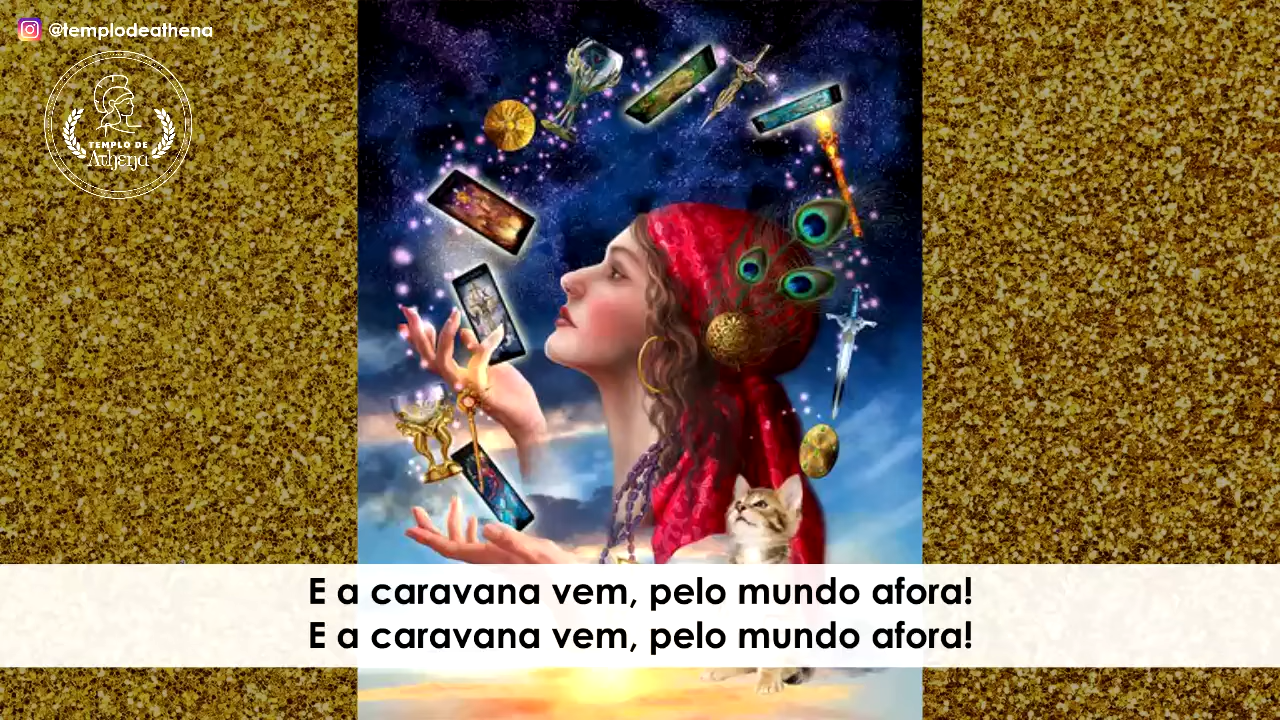 @templodeathena
TEMPLO DE
Athena
E a caravana vem, pelo mundo afora!
E a caravana vem, pelo mundo afora!